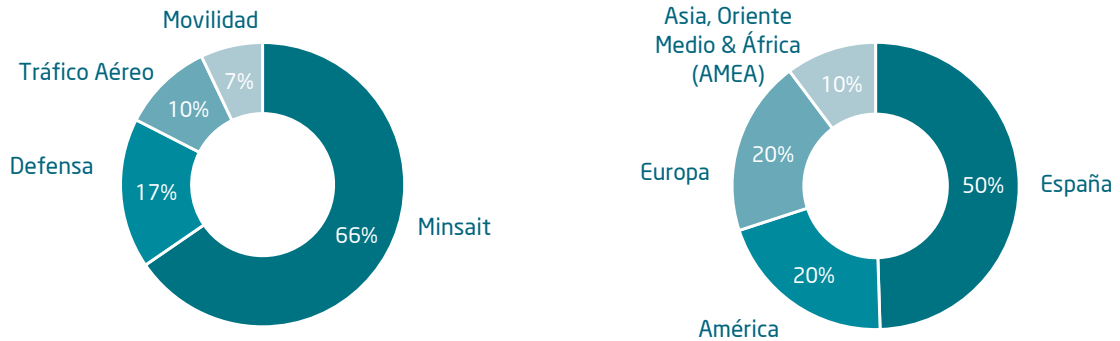 Movilidad
7%
Tráfico Aéreo
10%
Defensa
17%
66%
Minsait
Asia, Oriente
Medio & África
(AMEA)
10%
Europa
20%
50%
España
20%
América